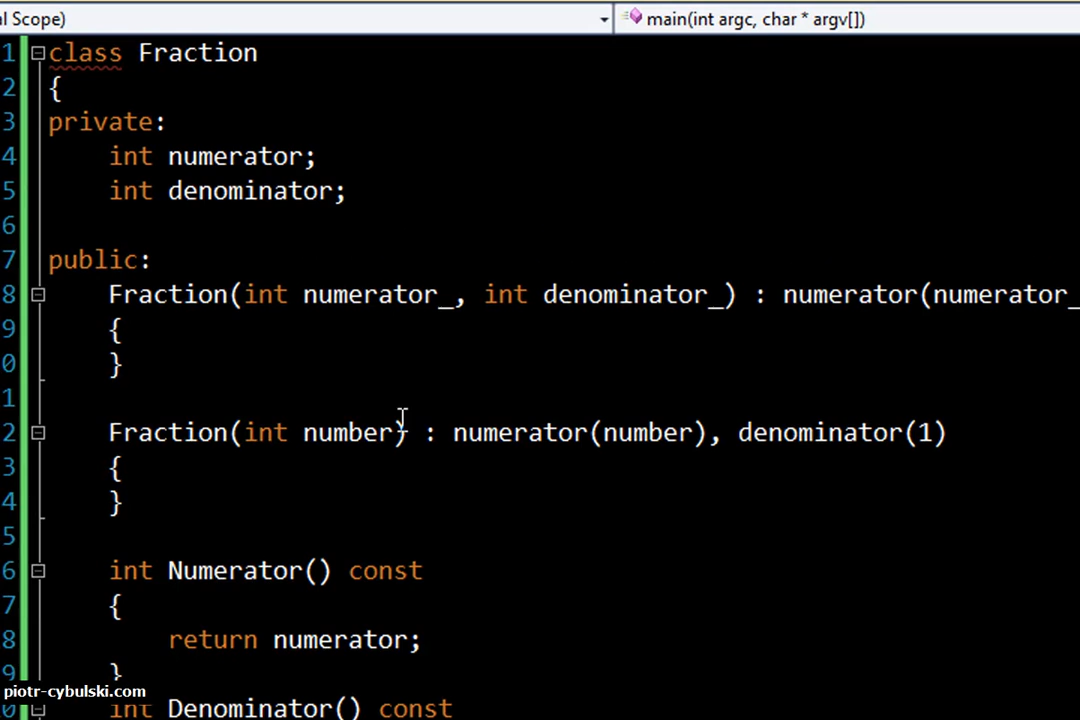 al Scope) main(int argc, char * argv[])
1 class Fraction
2 {
3 private:
4 int numerator;
5 int denominator;
6
7 public:
8 Fraction(int numerator_, int denominator_) : numerator(numerator_
9 {
0 }
1
2 Fraction(int number) : numerator(number), denominator(1)
3 {
4 }
5
6 int Numerator() const
7 {
8 return numerator;
9 }
piotr-cybulski.com
0 int Denominator() const